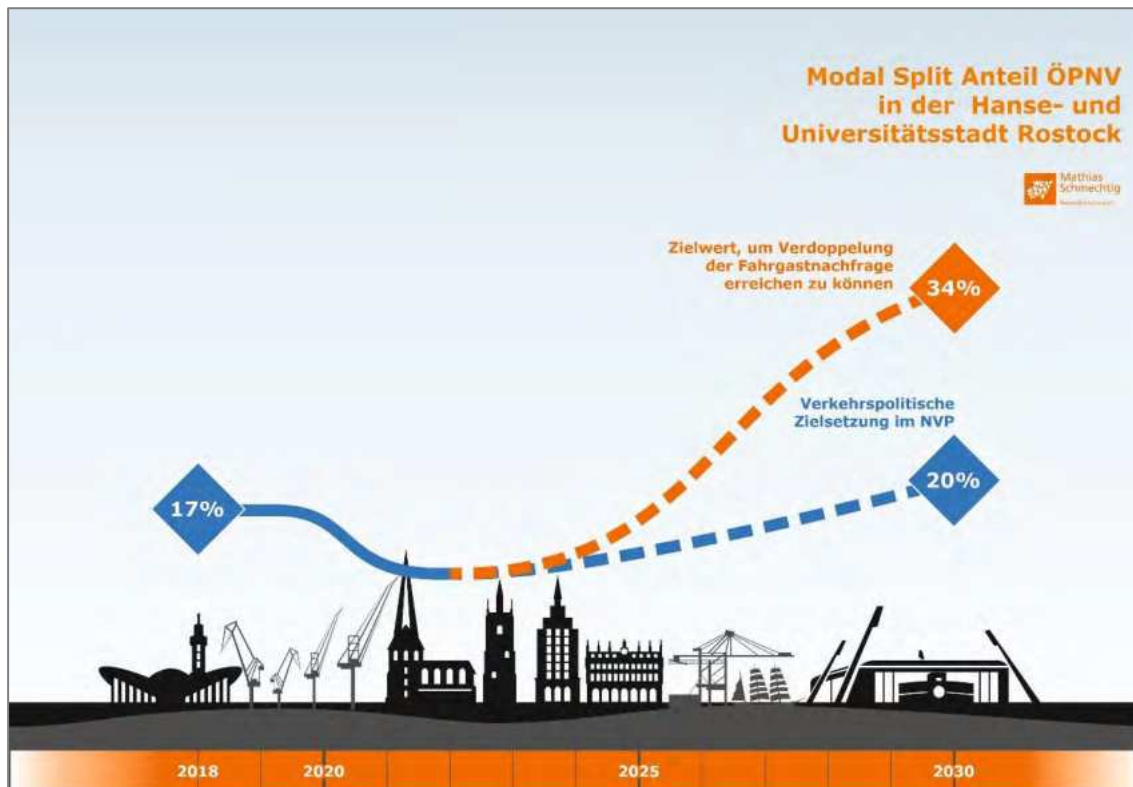 Modal Split Anteil ÖPNV
in der Hanse- und
Universitätsstadt Rostock
Mathias
Schmechtig
Zielwert, um Verdoppelung
der Fahrgastnachfrage
erreichen zu können
34%
Verkehrspolitische
Zielsetzung im NVP
20%
17%
2018
2020
2025
2030